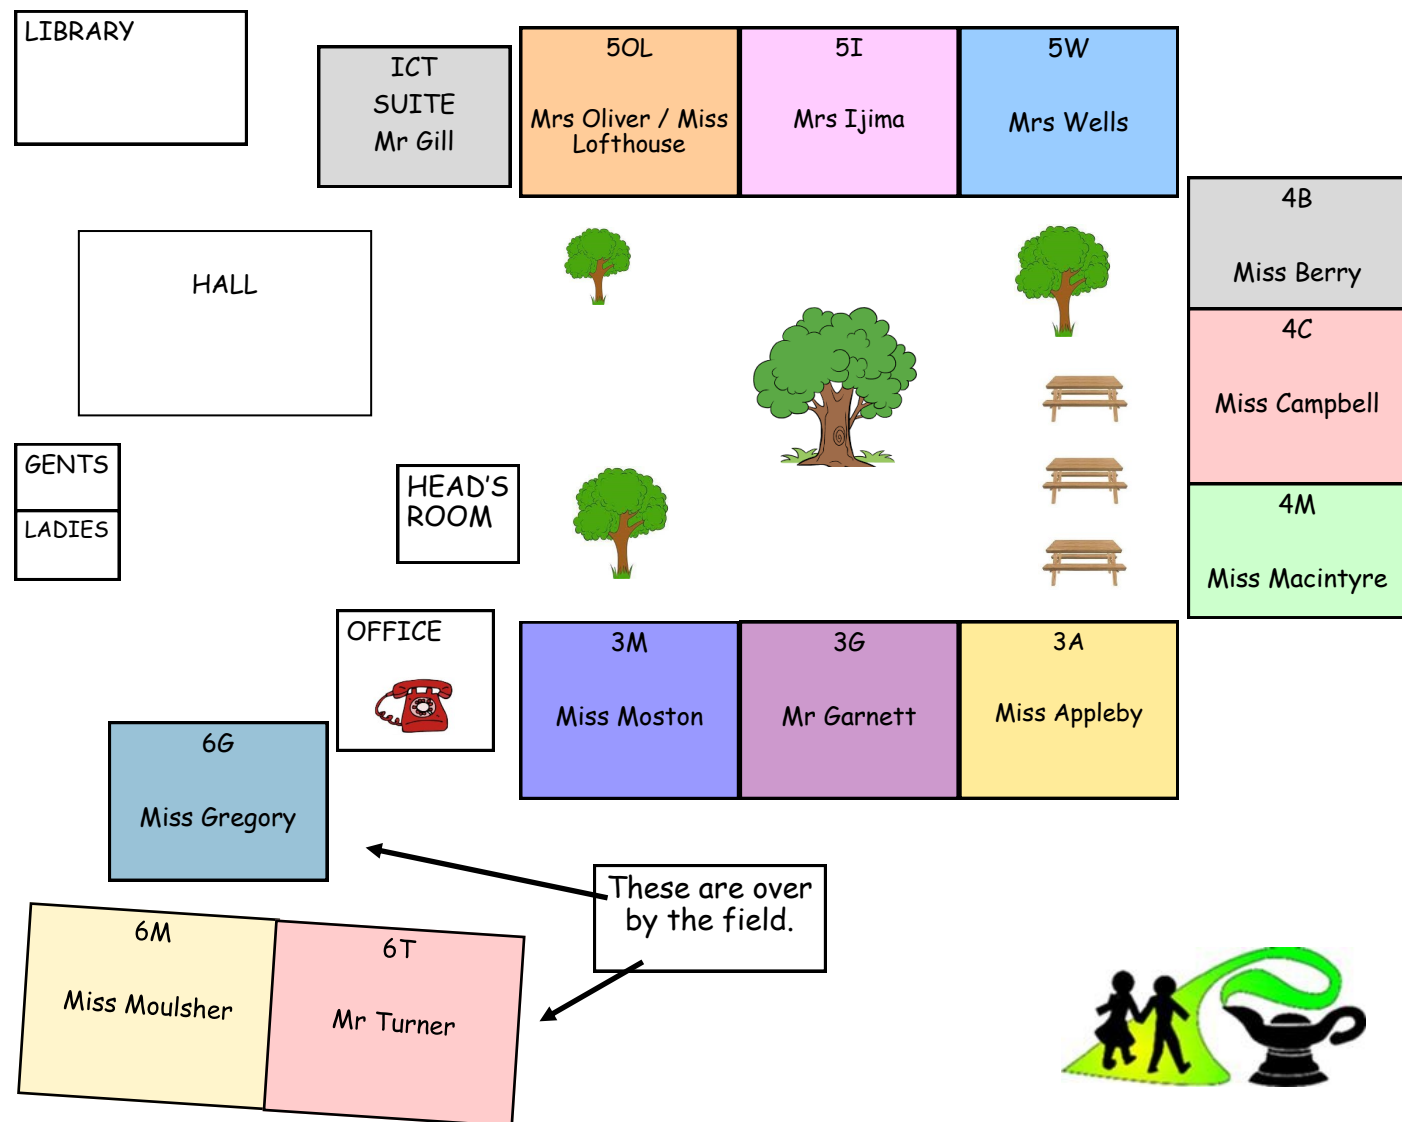 LIBRARY
ICT
SUITE
Mr Gill
5OL
Mrs Oliver / Miss
Lofthouse
5I
Mrs Ijima
5W
Mrs Wells
4B
Miss Berry
HALL
4C
Miss Campbell
GENTS
LADIES
HEAD'S
ROOM
4M
Miss Macintyre
OFFICE
3M
Miss Moston
3G
Mr Garnett
3A
Miss Appleby
6G
Miss Gregory
These are over
by the field.
6M
Miss Moulsher
6T
Mr Turner